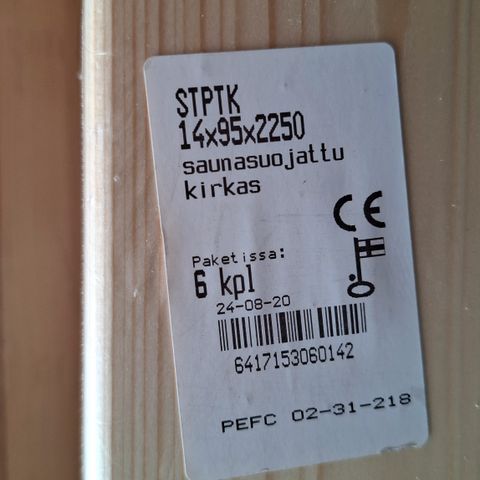 STPTK
14x95x2250
saunasuojattu
kirkas
CE
Paketissa:
6 kpl
24-08-20
6417153060142
PEFC 02-31-218